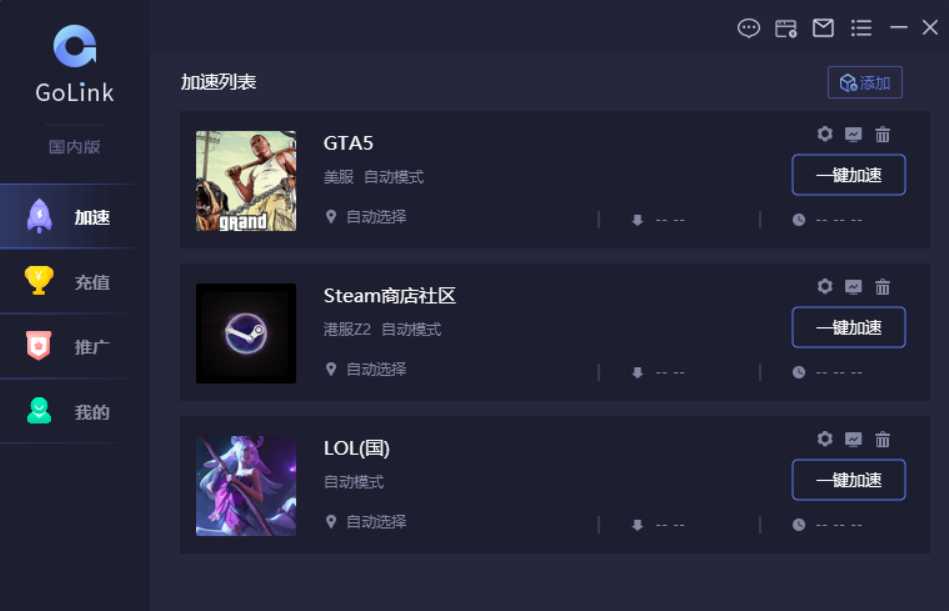 GoLink
国内版
加速
充值
推广
我的
加速列表
添加
GTA5
美服 自动模式
自动选择
-- --
-- -- --
一键加速
grand
Steam商店社区
港服Z2 自动模式
自动选择
-- --
-- -- --
一键加速
LOL(国)
自动模式
自动选择
-- --
-- -- --
一键加速